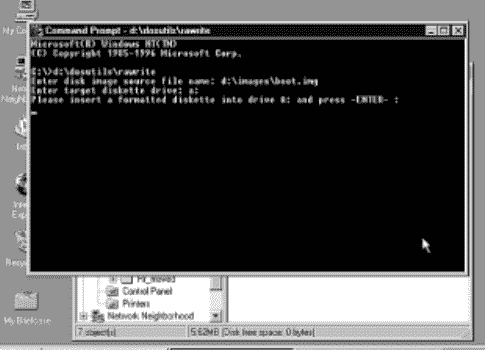 My Co
Command Prompt - d:\dosutils\rawrite
Microsoft(R) Windows NT(TM)
(C) Copyright 1985-1996 Microsoft Corp.
C:\>d:\dosutils\rawrite
Enter disk image source file name: d:\images\boot.img
Enter target diskette drive: a:
Please insert a formatted diskette into drive A: and press -ENTER- :
Control Panel
Printers
Network Neighborhood
My Briefcase
7 object(s)
5.62MB (Disk free space: 0 bytes)